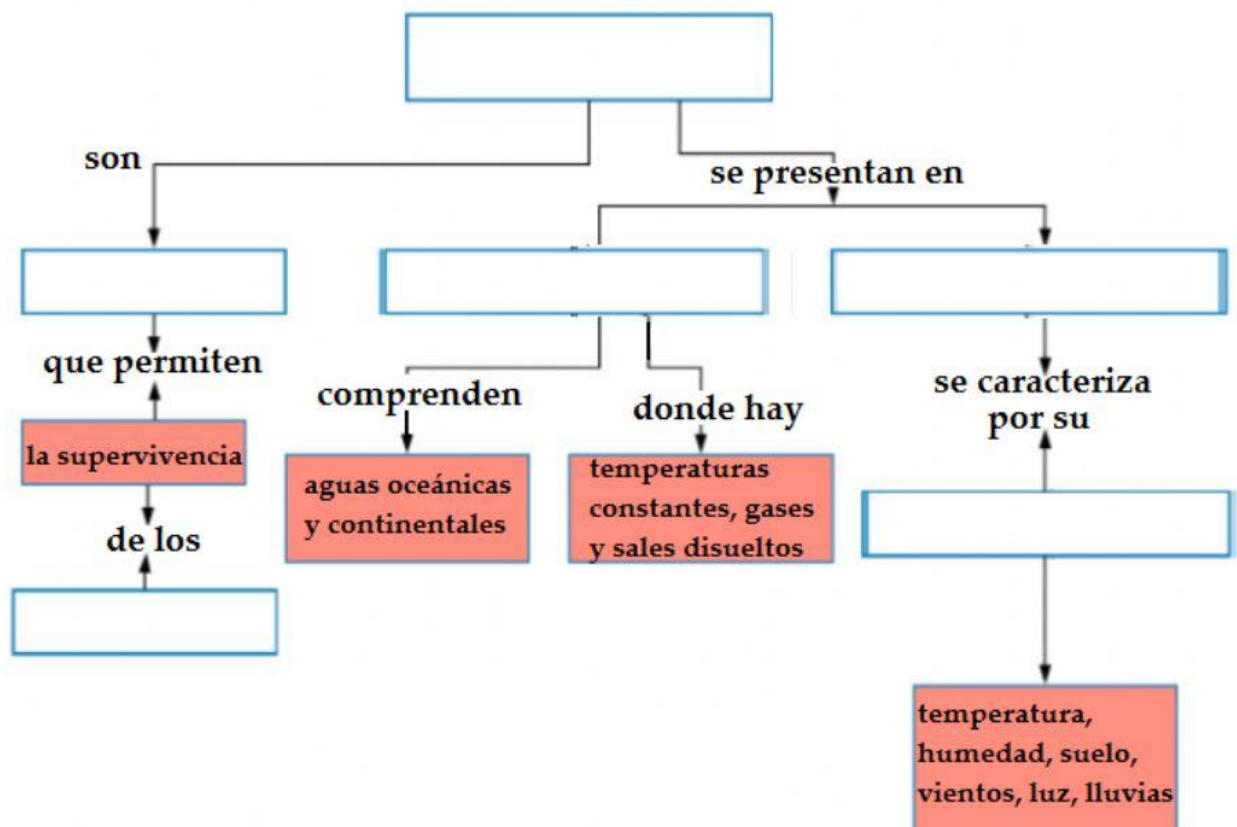 son
se presentan en
que permiten
comprenden
donde hay
se caracteriza
por su
la supervivencia
aguas oceánicas
y continentales
temperaturas
constantes, gases
y sales disueltos
de los
temperatura,
humedad, suelo,
vientos, luz, lluvias